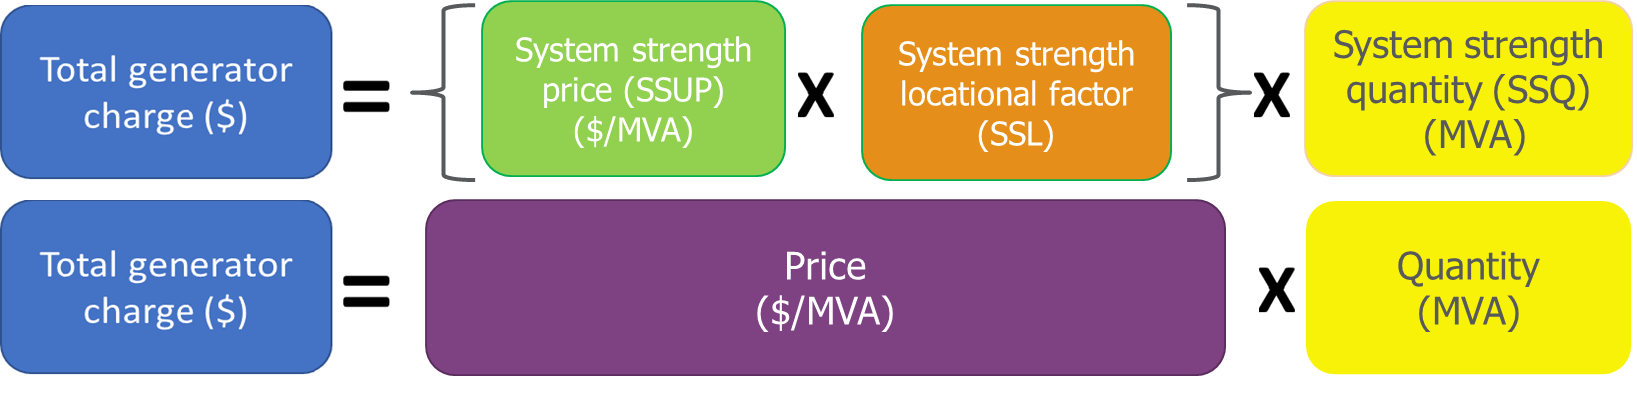 Total generator
charge ($)
=
System strength
price (SSUP)
($/MVA)
X
System strength
locational factor
(SSL)
X
System strength
quantity (SSQ)
(MVA)
Total generator
charge ($)
=
Price
($/MVA)
X
Quantity
(MVA)